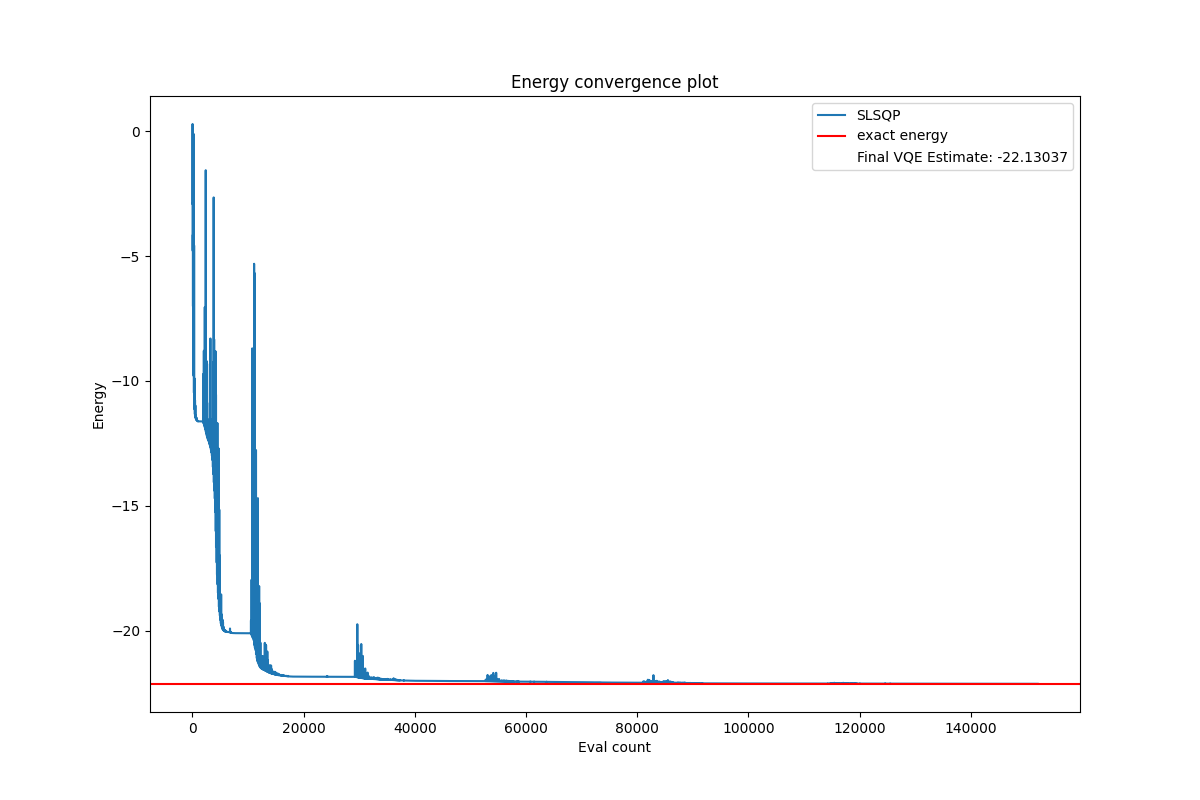 Energy convergence plot
SLSQP
exact energy
Final VQE Estimate: -22.13037
0
−5
−10
−15
−20
Energy
0
20000
40000
60000
80000
100000
120000
140000
Eval count